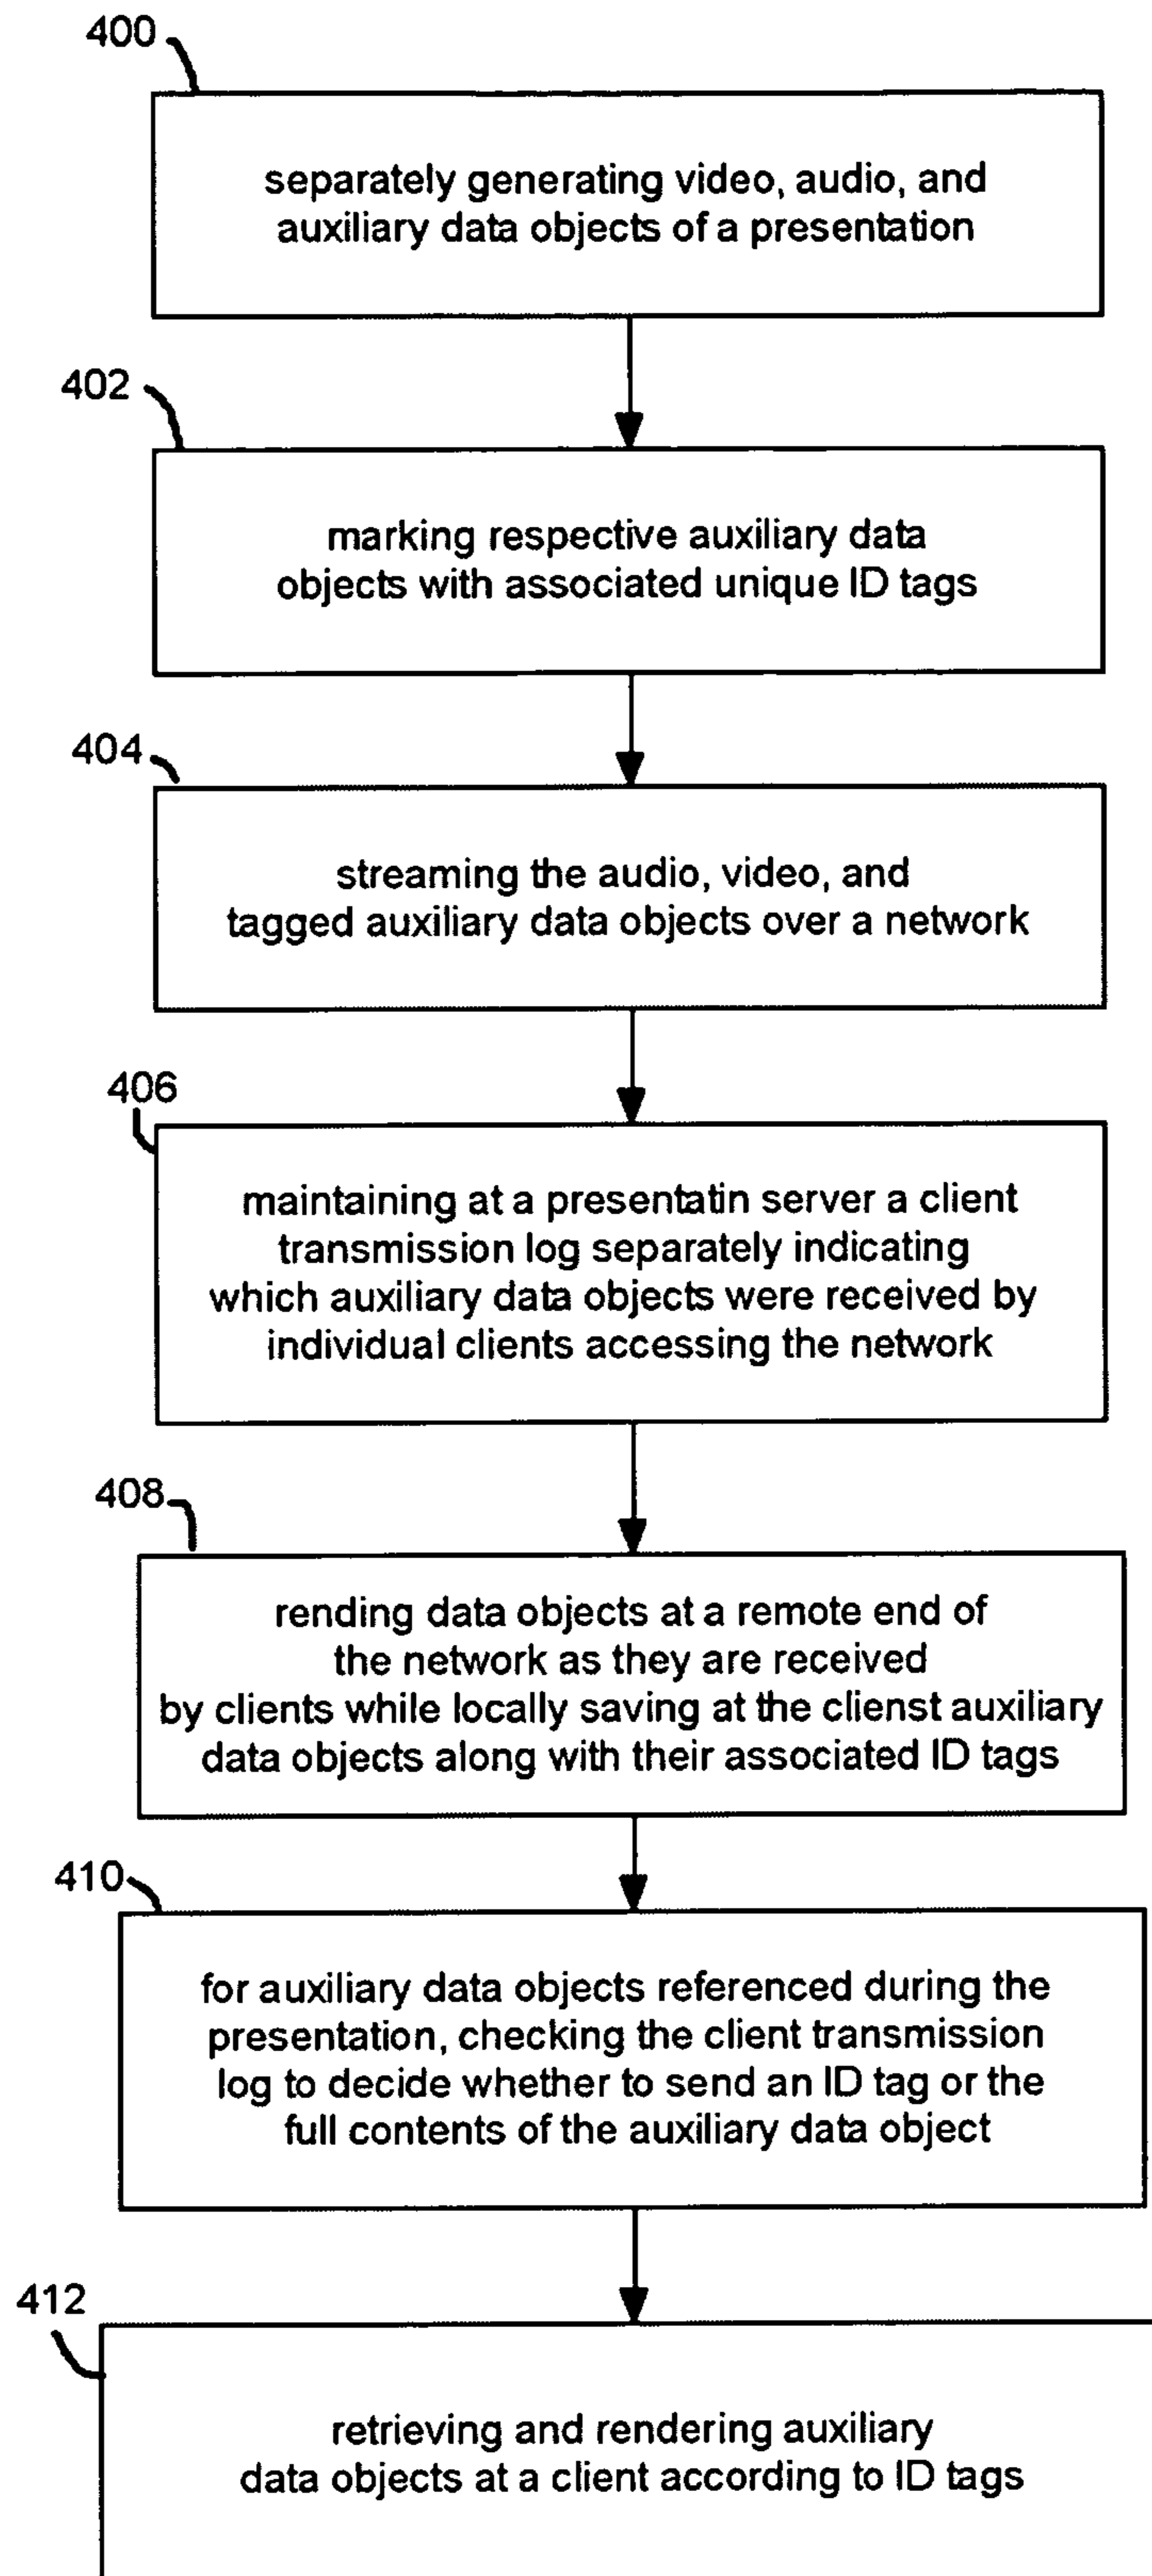 400
separately generating video, audio, and
auxiliary data objects of a presentation
402
marking respective auxiliary data
objects with associated unique ID tags
404
streaming the audio, video, and
tagged auxiliary data objects over a network
406
maintaining at a presentatin server a client
transmission log separately indicating
which auxiliary data objects were received by
individual clients accessing the network
408
rending data objects at a remote end of
the network as they are received
by clients while locally saving at the clienst auxiliary
data objects along with their associated ID tags
410
for auxiliary data objects referenced during the
presentation, checking the client transmission
log to decide whether to send an ID tag or the
full contents of the auxiliary data object
412
retrieving and rendering auxiliary
data objects at a client according to ID tags